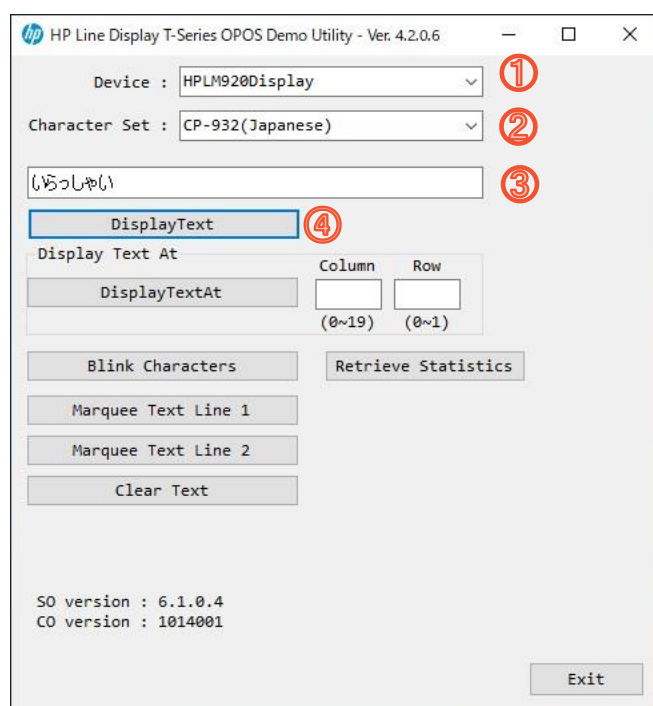 hp HP Line Display T-Series OPOS Demo Utility - Ver. 4.2.0.6
Device : HPLM920Display ①
Character Set : CP-932(Japanese) ②
いらっしゃい ③
DisplayText ④
Display Text At
Column Row
DisplayTextAt
(0~19) (0~1)
Blink Characters Retrieve Statistics
Marquee Text Line 1
Marquee Text Line 2
Clear Text
SO version : 6.1.0.4
CO version : 1014001
Exit